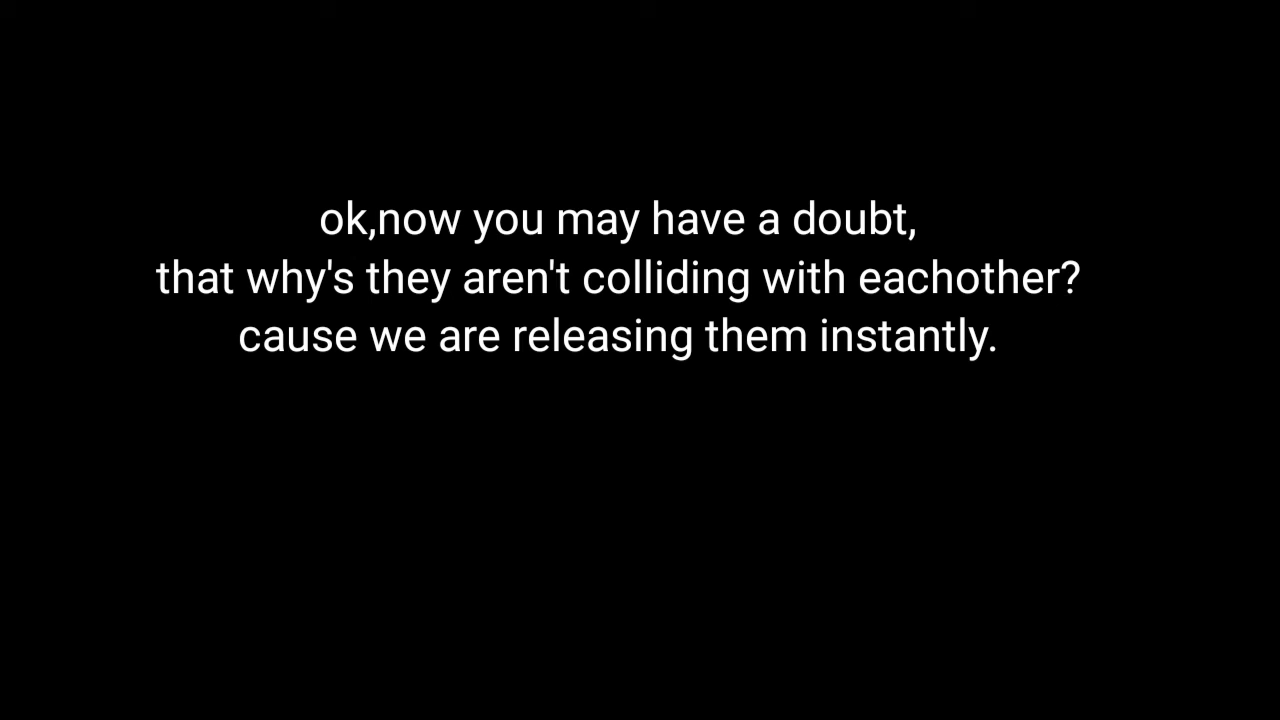 ok,now you may have a doubt,
that why's they aren't colliding with eachother?
cause we are releasing them instantly.